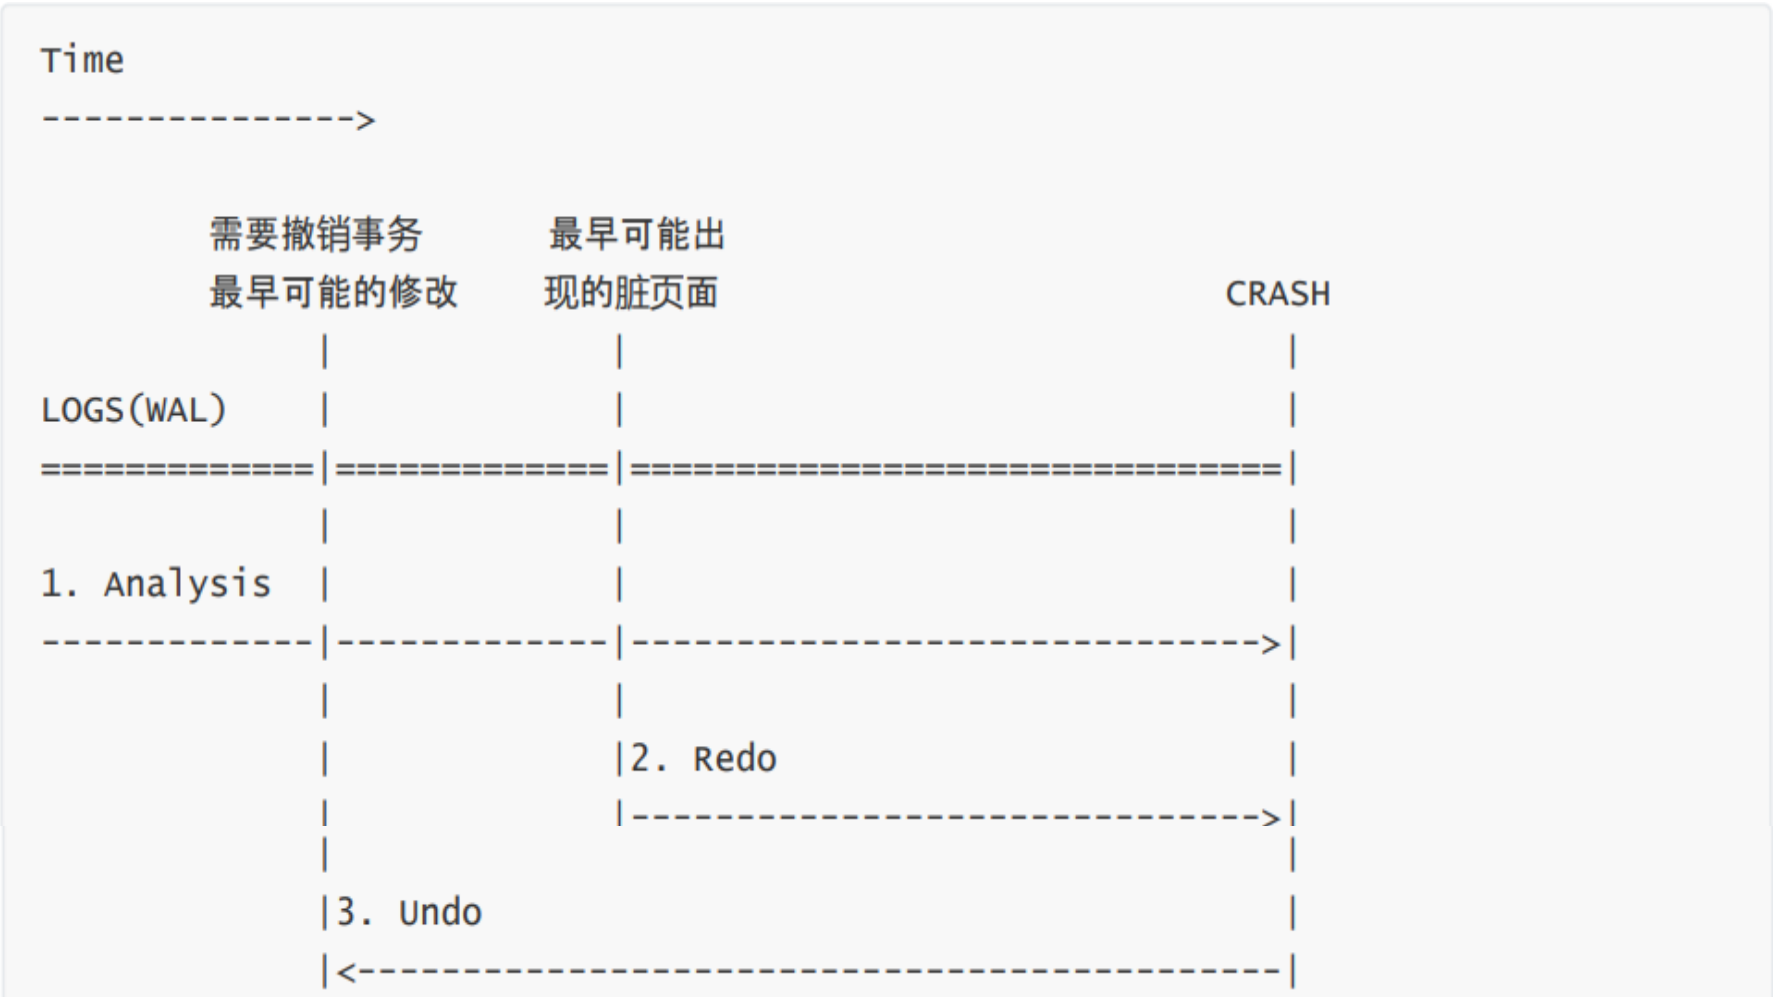 Time
--------------->
需要撤销事务 最早可能出
最早可能的修改 现的脏页面 CRASH
| | |
LOGS(WAL) | | |
=============|=============|===============================|
| | |
1. Analysis | | |
-------------|-------------|------------------------------>|
| | |
| |2. Redo |
| |------------------------------>|
| |
|3. Undo |
|<--------------------------------------------|